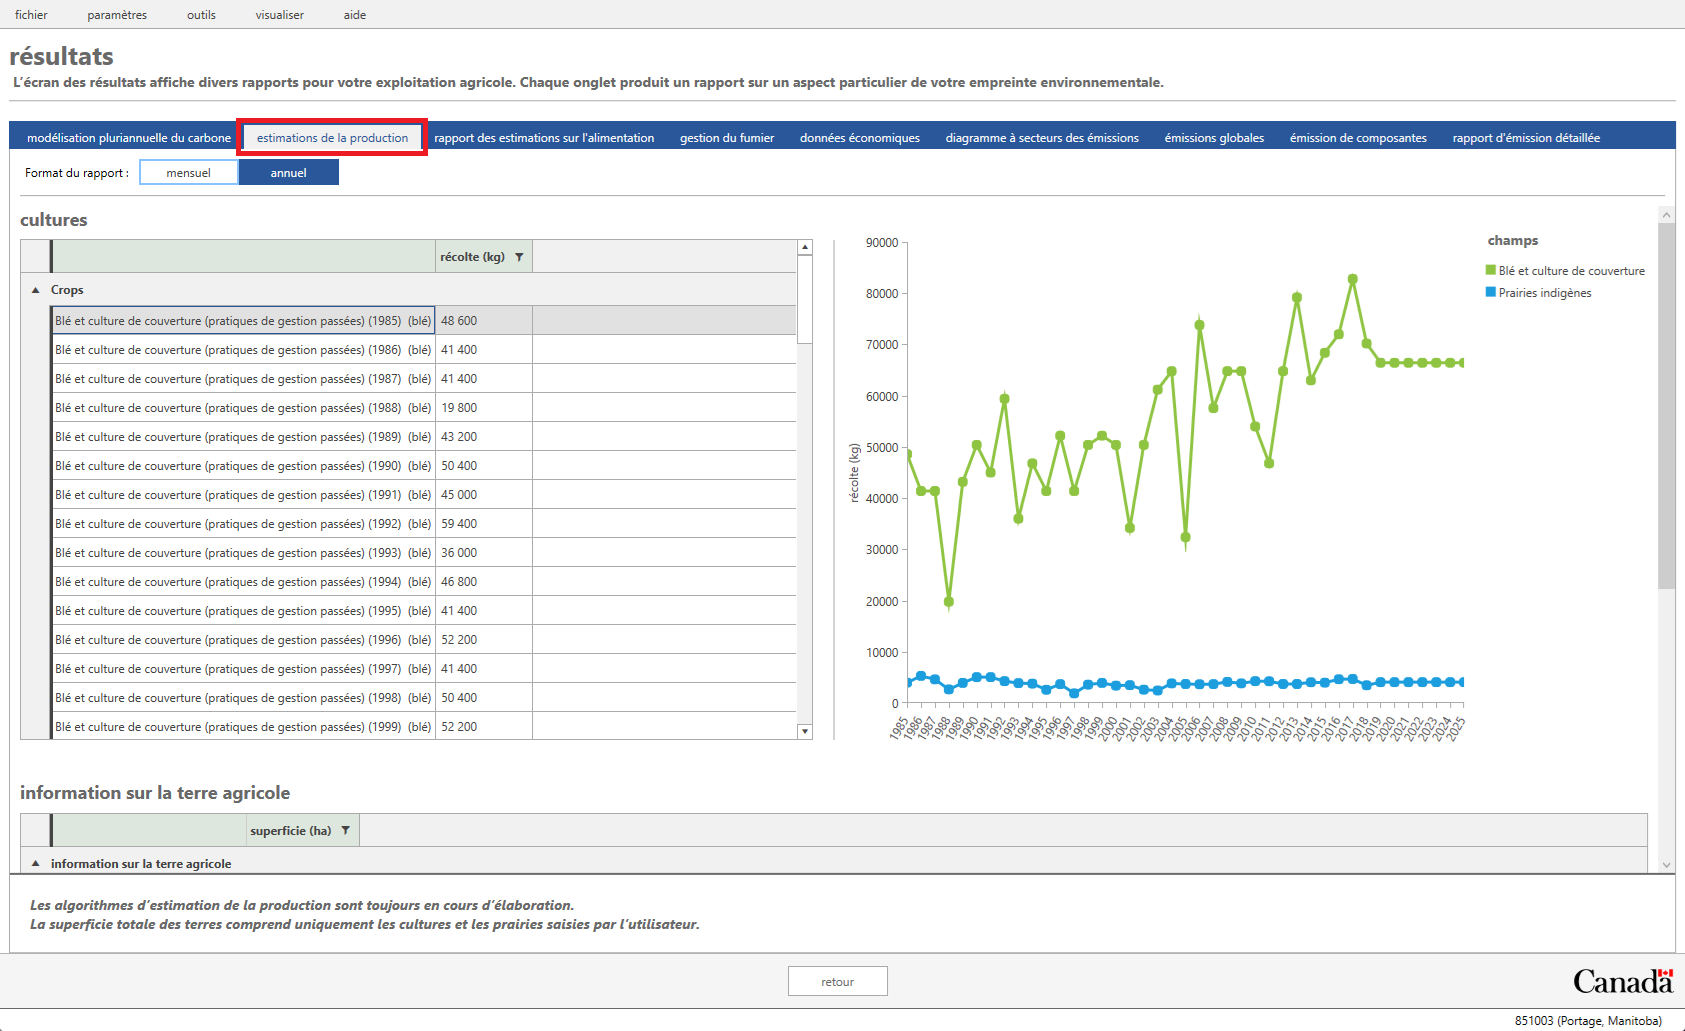 fichier paramètres outils visualiser aide
résultats
L'écran des résultats affiche divers rapports pour votre exploitation agricole. Chaque onglet produit un rapport sur un aspect particulier de votre empreinte environnementale.
modélisation pluriannuelle du carbone estimations de la production rapport des estimations sur l'alimentation gestion du fumier données économiques diagramme à secteurs des émissions émissions globales émission de composantes rapport d'émission détaillée
Format du rapport : mensuel annuel
cultures
récolte (kg)
Crops
Blé et culture de couverture (pratiques de gestion passées) (1985) (blé) 48 600
Blé et culture de couverture (pratiques de gestion passées) (1986) (blé) 41 400
Blé et culture de couverture (pratiques de gestion passées) (1987) (blé) 41 400
Blé et culture de couverture (pratiques de gestion passées) (1988) (blé) 19 800
Blé et culture de couverture (pratiques de gestion passées) (1989) (blé) 43 200
Blé et culture de couverture (pratiques de gestion passées) (1990) (blé) 50 400
Blé et culture de couverture (pratiques de gestion passées) (1991) (blé) 45 000
Blé et culture de couverture (pratiques de gestion passées) (1992) (blé) 59 400
Blé et culture de couverture (pratiques de gestion passées) (1993) (blé) 36 000
Blé et culture de couverture (pratiques de gestion passées) (1994) (blé) 46 800
Blé et culture de couverture (pratiques de gestion passées) (1995) (blé) 41 400
Blé et culture de couverture (pratiques de gestion passées) (1996) (blé) 52 200
Blé et culture de couverture (pratiques de gestion passées) (1997) (blé) 41 400
Blé et culture de couverture (pratiques de gestion passées) (1998) (blé) 50 400
Blé et culture de couverture (pratiques de gestion passées) (1999) (blé) 52 200
récolte (kg)
90000
80000
70000
60000
50000
40000
30000
20000
10000
0
1985 1986 1987 1988 1989 1990 1991 1992 1993 1994 1995 1996 1997 1998 1999 2000 2001 2002 2003 2004 2005 2006 2007 2008 2009 2010 2011 2012 2013 2014 2015 2016 2017 2018 2019 2020 2021 2022 2023 2024 2025
champs
Blé et culture de couverture
Prairies indigènes
information sur la terre agricole
superficie (ha)
information sur la terre agricole
Les algorithmes d'estimation de la production sont toujours en cours d'élaboration.
La superficie totale des terres comprend uniquement les cultures et les prairies saisies par l'utilisateur.
retour
Canada
851003 (Portage, Manitoba)